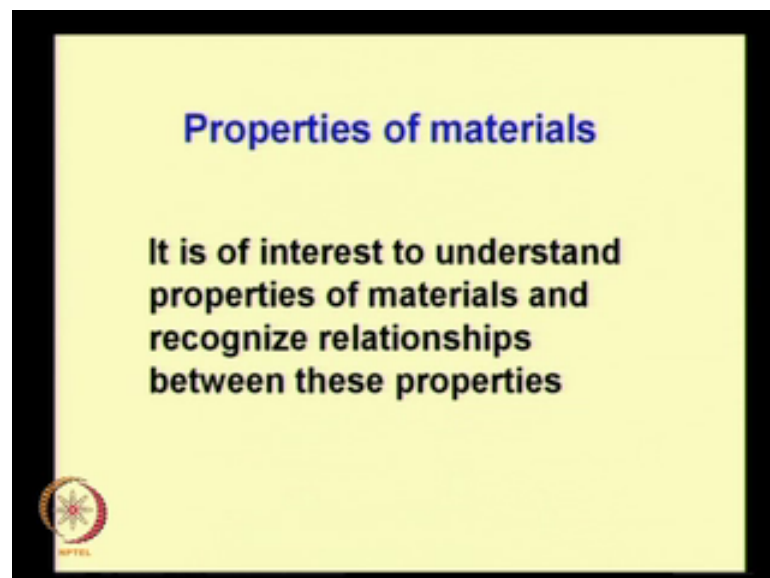 Properties of materials
It is of interest to understand
properties of materials and
recognize relationships
between these properties
NPTEL